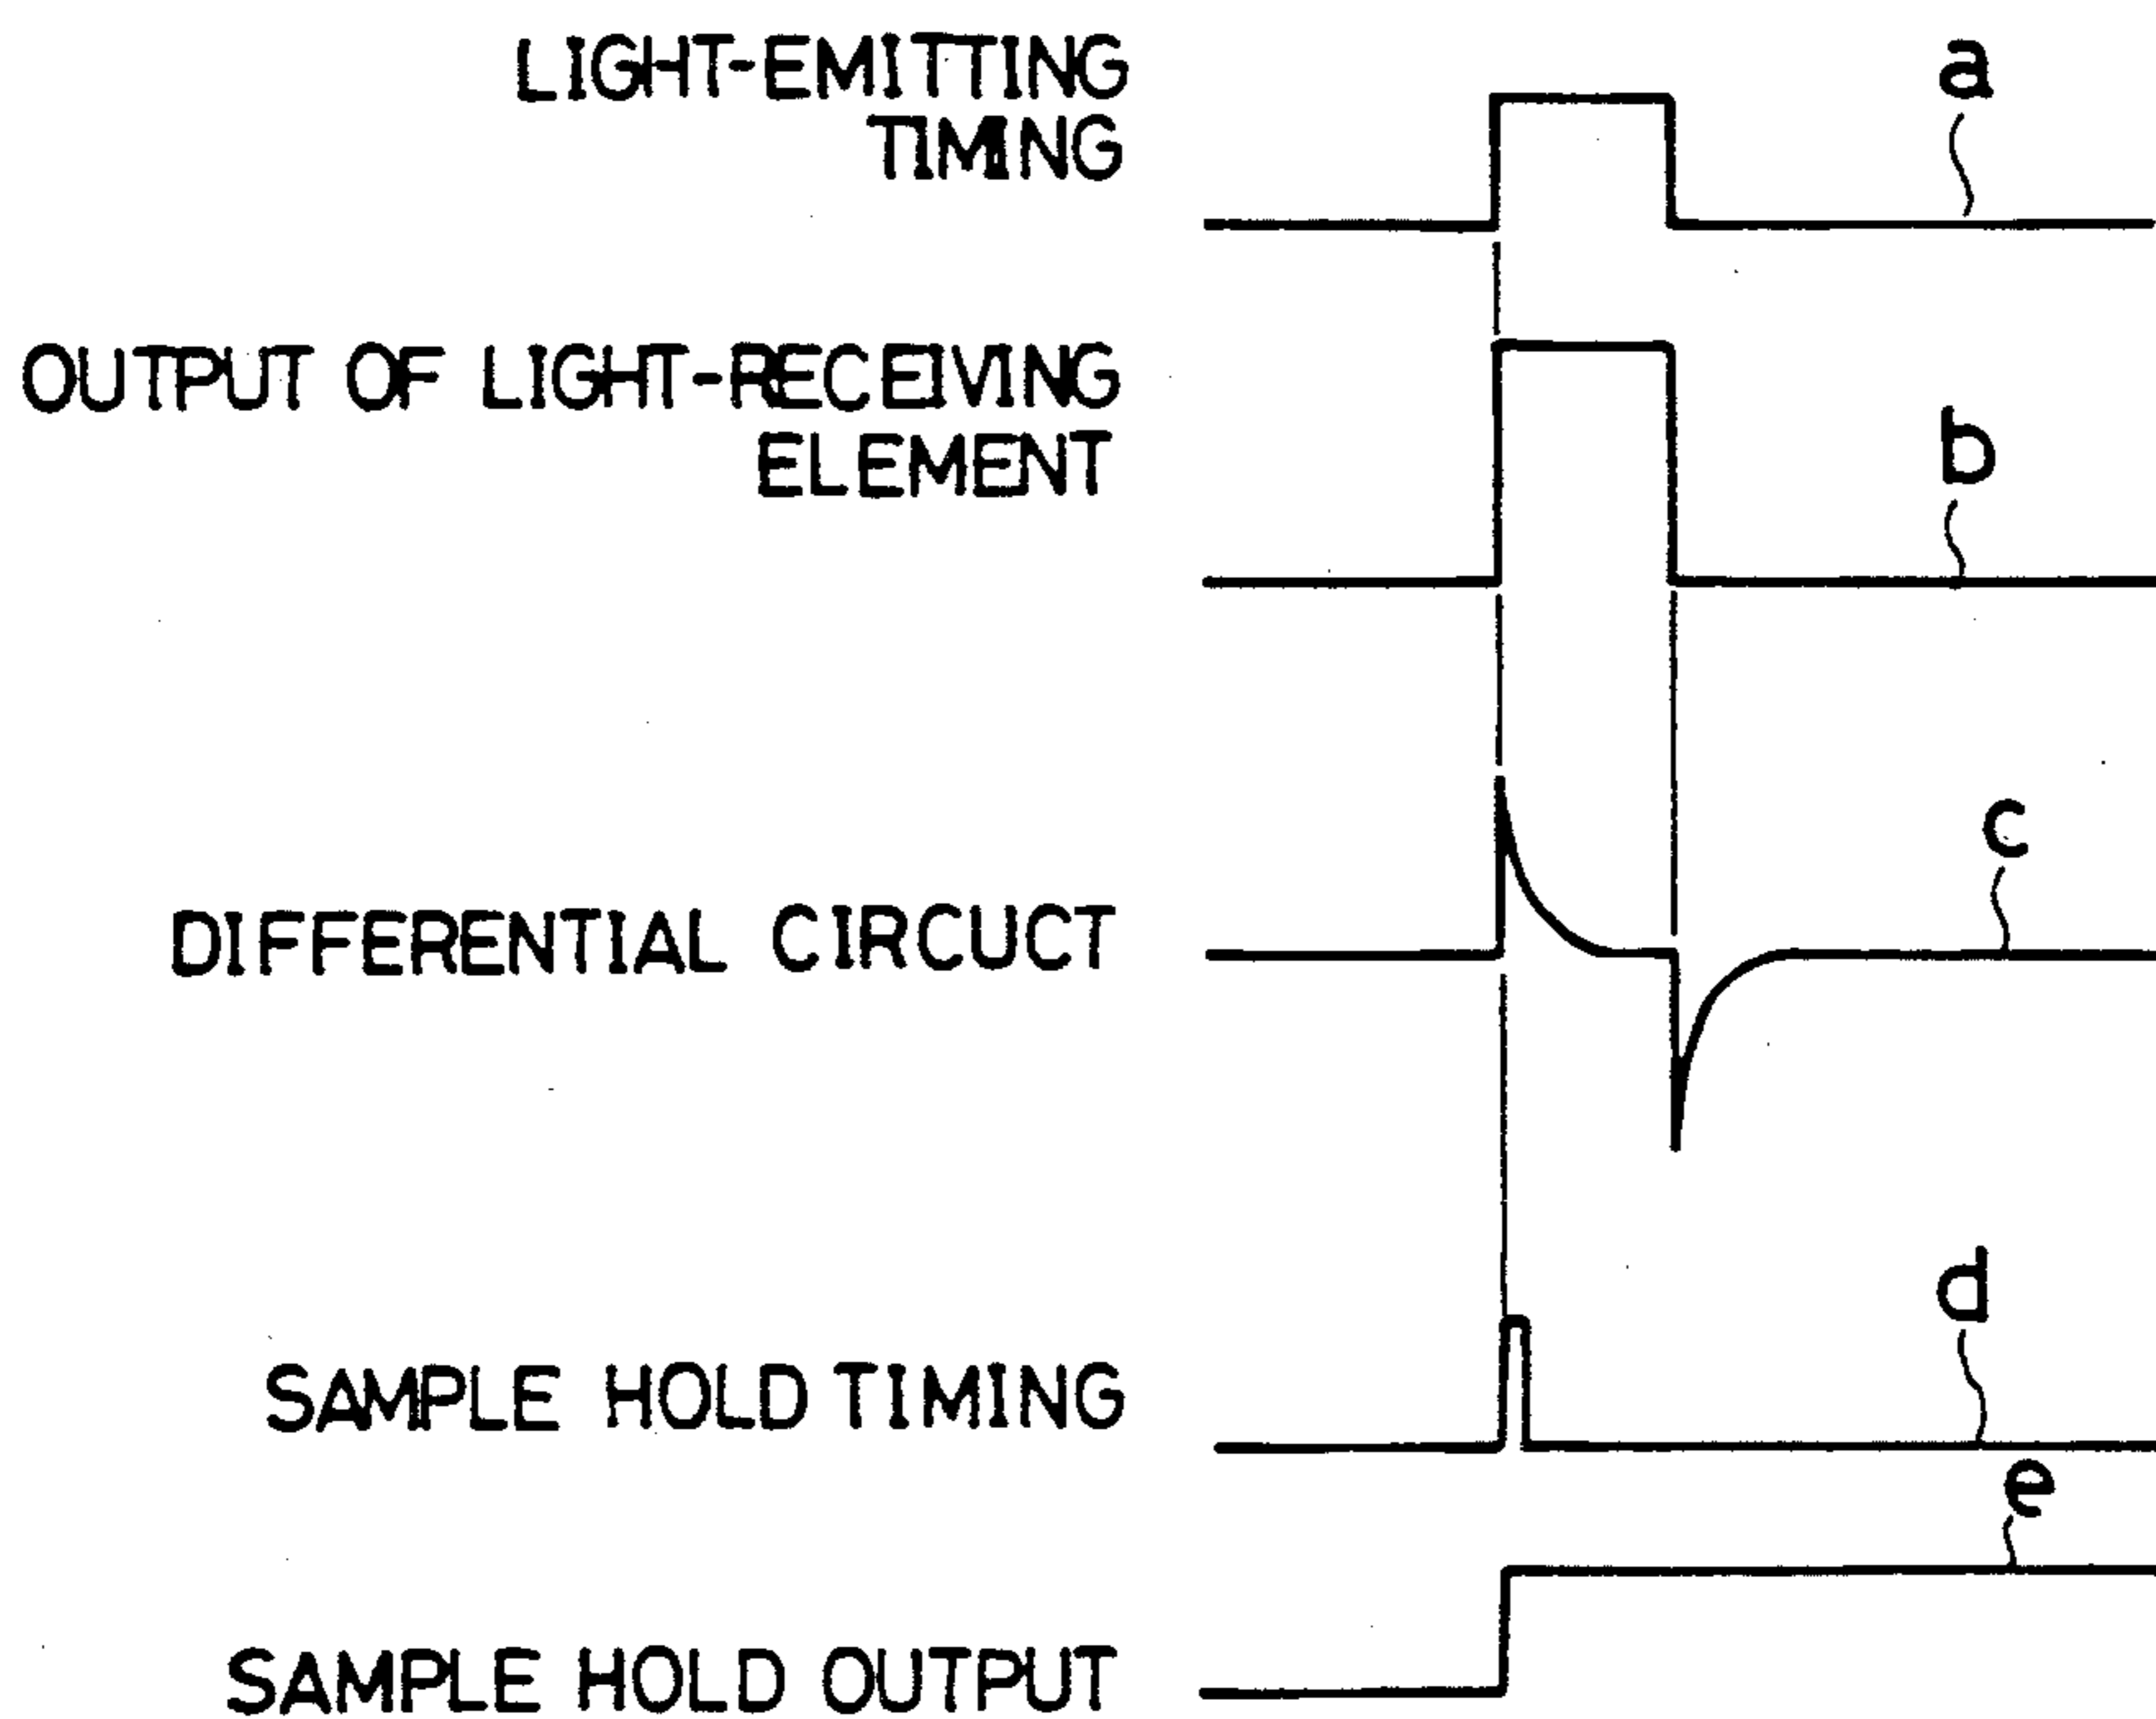 LIGHT-EMITTING
TIMING
a
OUTPUT OF LIGHT-RECEIVING
ELEMENT
b
DIFFERENTIAL CIRCUCT
c
SAMPLE HOLD TIMING
d
SAMPLE HOLD OUTPUT
e